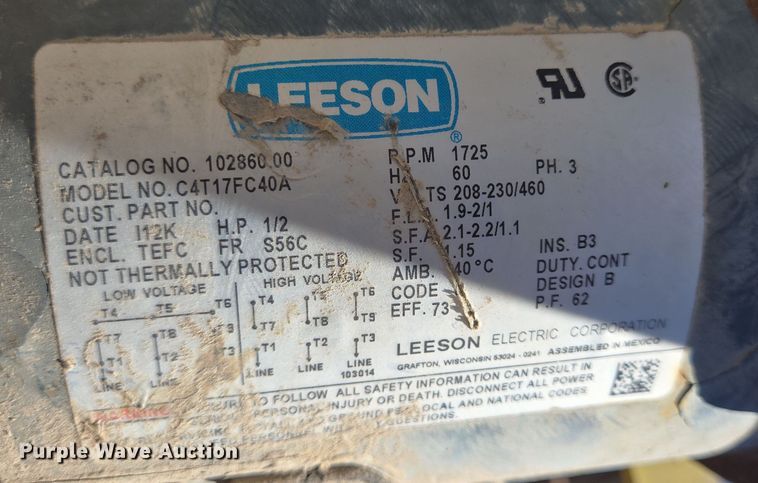 LEESON
®
CATALOG NO. 102860.00
MODEL NO. C4T17FC40A
CUST. PART NO.
DATE I12K H.P. 1/2
ENCL. TEFC FR S56C
NOT THERMALLY PROTECTED
R.P.M 1725
60 PH. 3
208-230/460
1.9-2/1
S.F.A 2.1-2.2/1.1
S.F. 1.15 INS. B3
AMB. 40°C DUTY. CONT
CODE DESIGN B
EFF. 73 P.F. 62
LOW VOLTAGE
T4 T5 T6
T7 T8 T9
T1 T2 T3
LINE LINE
HIGH VOLTAGE
T4 T5 T6
T7 T8 T9
T1 T2 T3
LINE LINE LINE
103014
LEESON ELECTRIC CORPORATION
GRAFTON, WISCONSIN 53024-0241 ASSEMBLED IN MEXICO
TO FOLLOW ALL SAFETY INFORMATION CAN RESULT IN
PERSONAL INJURY OR DEATH. DISCONNECT ALL POWER
LOCAL AND NATIONAL CODES
QUESTIONS.
Purple Wave Auction